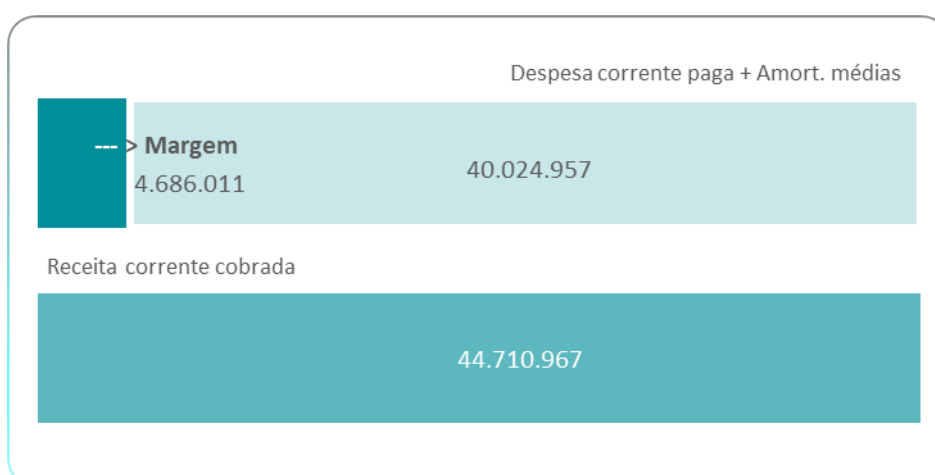 Despesa corrente paga + Amort. médias
--- > Margem
4.686.011
40.024.957
Receita corrente cobrada
44.710.967